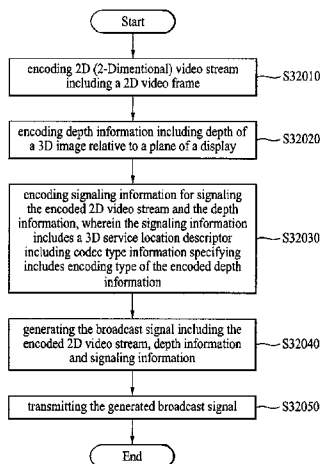 Start
encoding 2D (2-Dimentional) video stream
including a 2D video frame
S32010
encoding depth information including depth of
a 3D image relative to a plane of a display
S32020
encoding signaling information for signaling
the encoded 2D video stream and the depth
information, wherein the signaling information
includes a 3D service location descriptor
including codec type information specifying
includes encoding type of the encoded depth
information
S32030
generating the broadcast signal including the
encoded 2D video stream, depth information
and signaling information
S32040
transmitting the generated broadcast signal
S32050
End